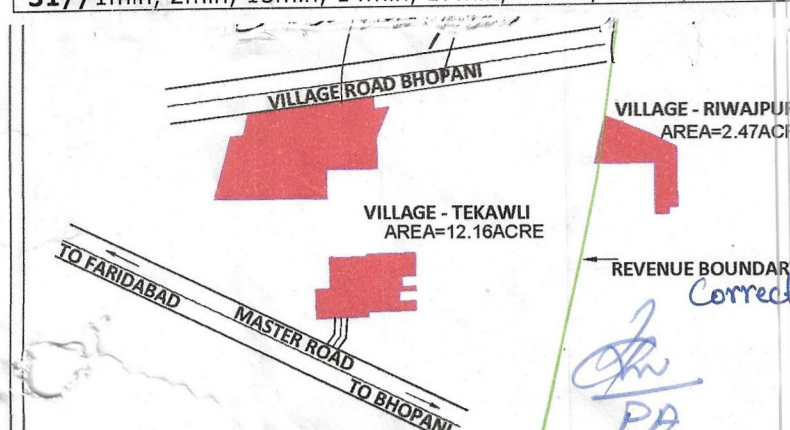 VILLAGE ROAD BHOPANI
VILLAGE - RIWAJPUR
AREA=2.47ACR
VILLAGE - TEKAWLI
AREA=12.16ACRE
REVENUE BOUNDAR
Correct
TO FARIDABAD
MASTER ROAD
TO BHOPANI
PA